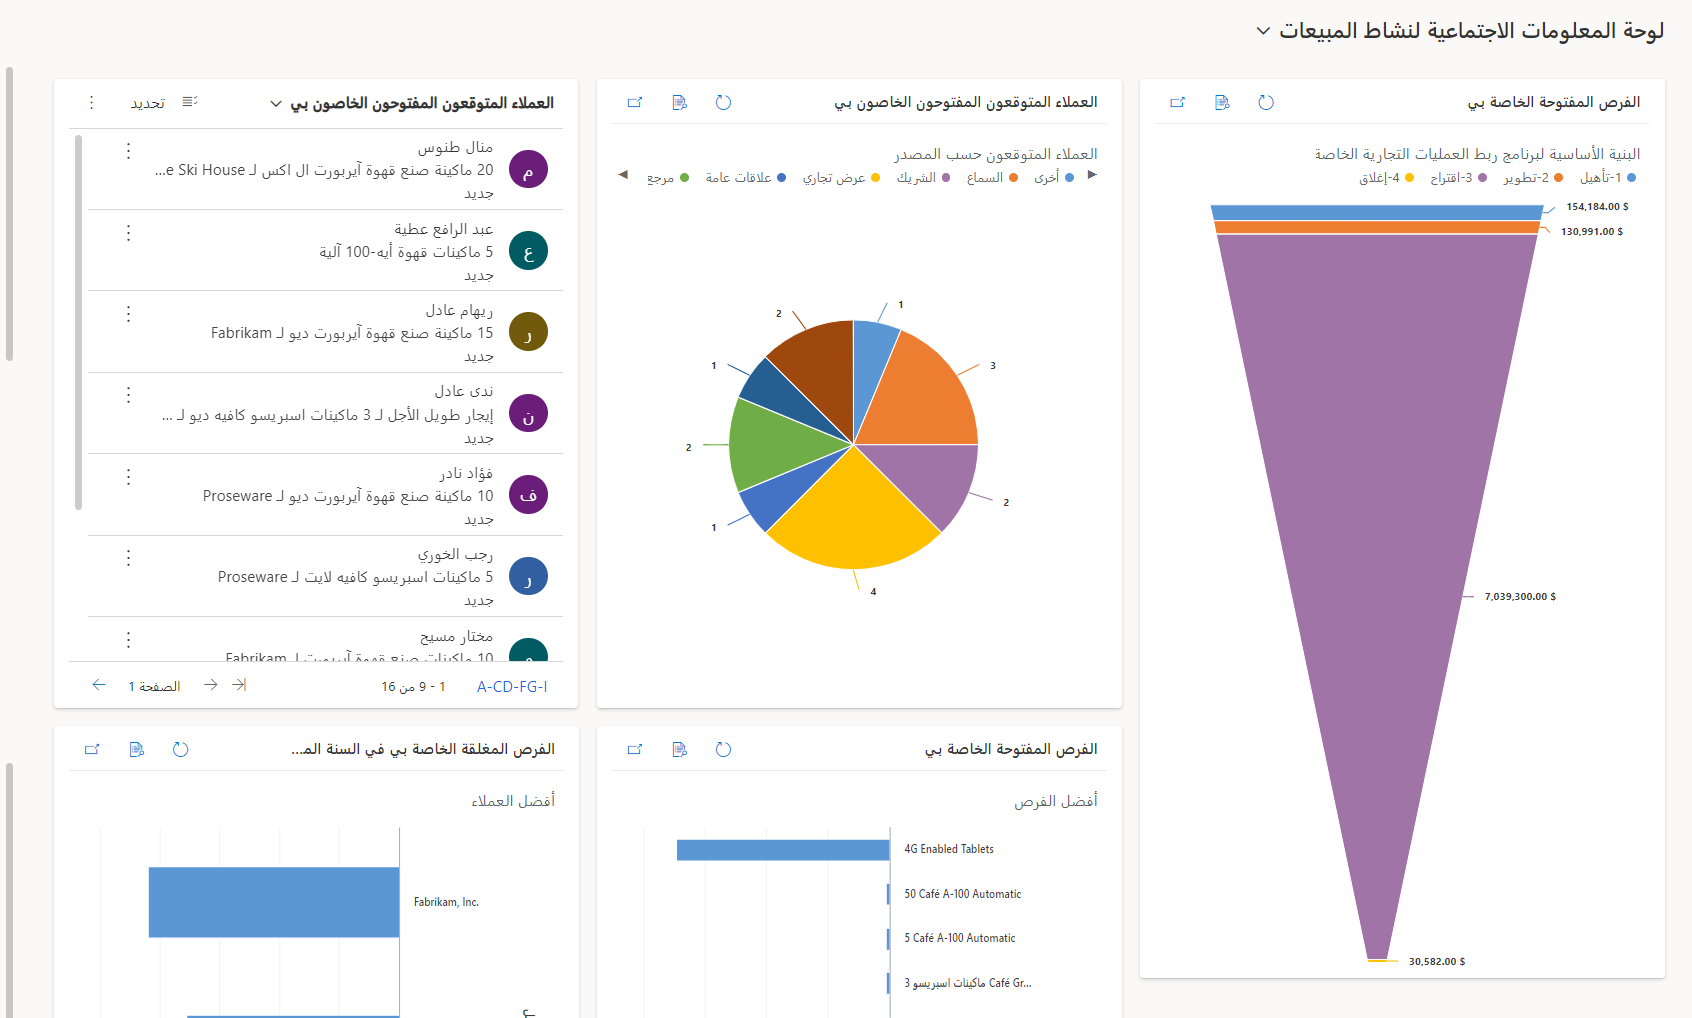 لوحة المعلومات الاجتماعية لنشاط المبيعات
الفرص المفتوحة الخاصة بي
البنية الأساسية لبرنامج ربط العمليات التجارية الخاصة
1-تأهيل
2-تطوير
3-اقتراح
4-إغلاق
154,184.00 $
130,991.00 $
7,039,300.00 $
30,582.00 $
العملاء المتوقعون المفتوحون الخاصون بي
العملاء المتوقعون حسب المصدر
أخرى
السماع
الشريك
عرض تجاري
علاقات عامة
مرجع
1
3
2
4
1
2
1
2
العملاء المتوقعون المفتوحون الخاصون بي
تحديد
م
منال طنوس
20 ماكينة صنع قهوة آيربورت ال اكس لـ e Ski House...
جديد
ع
عبد الرافع عطية
5 ماكينات قهوة أيه-100 آلية
جديد
ر
ريهام عادل
15 ماكينة صنع قهوة آيربورت ديو لـ Fabrikam
جديد
ن
ندى عادل
إيجار طويل الأجل لـ 3 ماكينات اسبريسو كافيه ديو لـ ...
جديد
ف
فؤاد نادر
10 ماكينة صنع قهوة آيربورت ديو لـ Proseware
جديد
ر
رجب الخوري
5 ماكينات اسبريسو كافيه لايت لـ Proseware
جديد
مختار مسيح
10 ماكينات صنع قهوة آيربورت لـ Fabrikam
A-CD-FG-I
1 - 9 من 16
الصفحة 1
الفرص المفتوحة الخاصة بي
أفضل الفرص
4G Enabled Tablets
50 Café A-100 Automatic
5 Café A-100 Automatic
3 ماكينات اسبريسو Café Gr...
الفرص المغلقة الخاصة بي في السنة الم...
أفضل العملاء
Fabrikam, Inc.